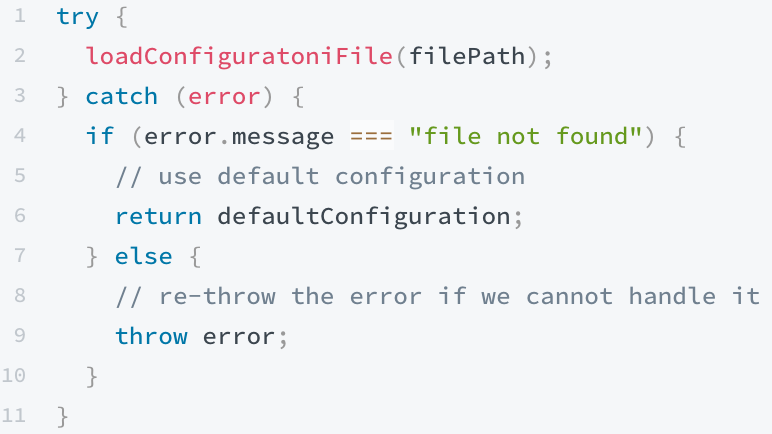 1 try {
2 loadConfiguratoniFile(filePath);
3 } catch (error) {
4 if (error.message === "file not found") {
5 // use default configuration
6 return defaultConfiguration;
7 } else {
8 // re-throw the error if we cannot handle it
9 throw error;
10 }
11 }